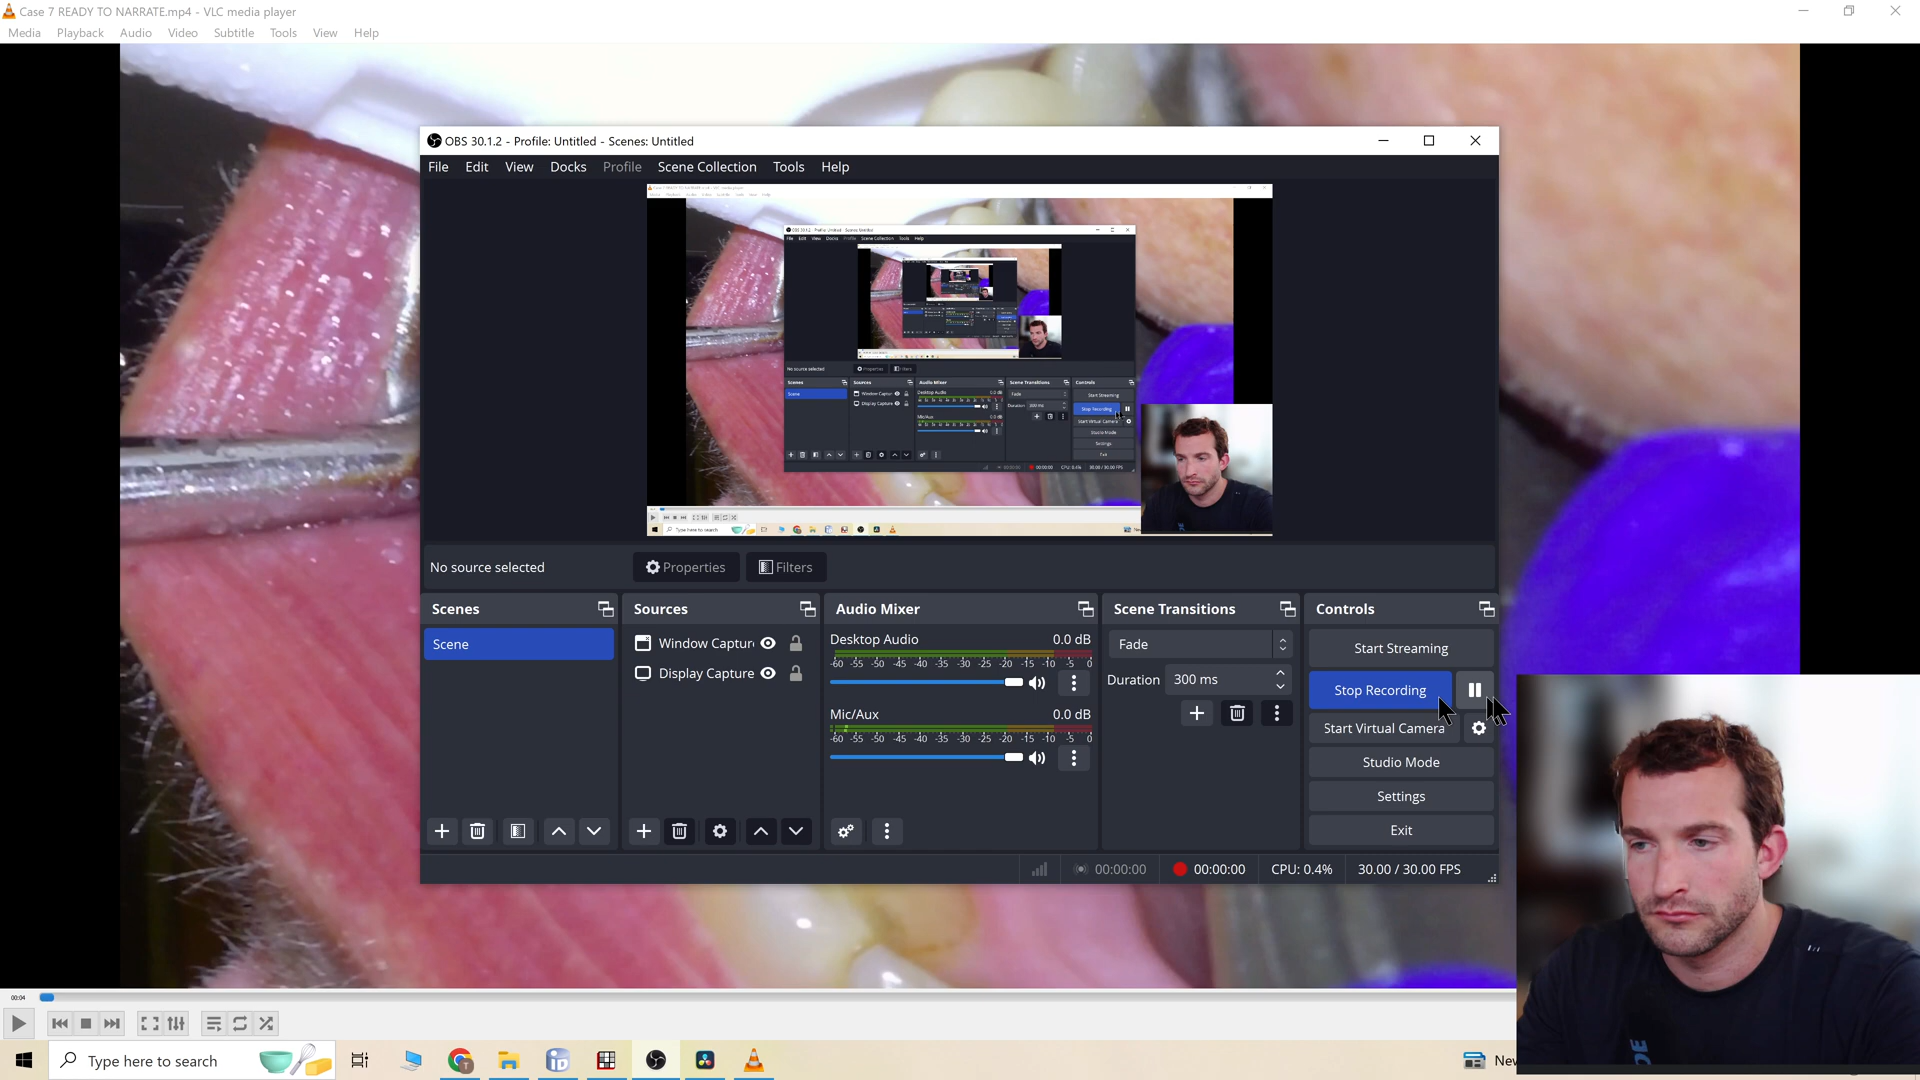 Case 7 READY TO NARRATE.mp4 - VLC media player
Media Playback Audio Video Subtitle Tools View Help
OBS 30.1.2 - Profile: Untitled - Scenes: Untitled
File Edit View Docks Profile Scene Collection Tools Help
No source selected
Properties
Filters
Scenes
Scene
Sources
Window Captur
Display Capture
Audio Mixer
Desktop Audio 0.0 dB
-60 -55 -50 -45 -40 -35 -30 -25 -20 -15 -10 -5 0
Mic/Aux 0.0 dB
-60 -55 -50 -45 -40 -35 -30 -25 -20 -15 -10 -5 0
Scene Transitions
Fade
Duration 300 ms
Controls
Start Streaming
Stop Recording
Start Virtual Camera
Studio Mode
Settings
Exit
00:00:00 00:00:00 CPU: 0.4% 30.00 / 30.00 FPS
00:04
Type here to search
New